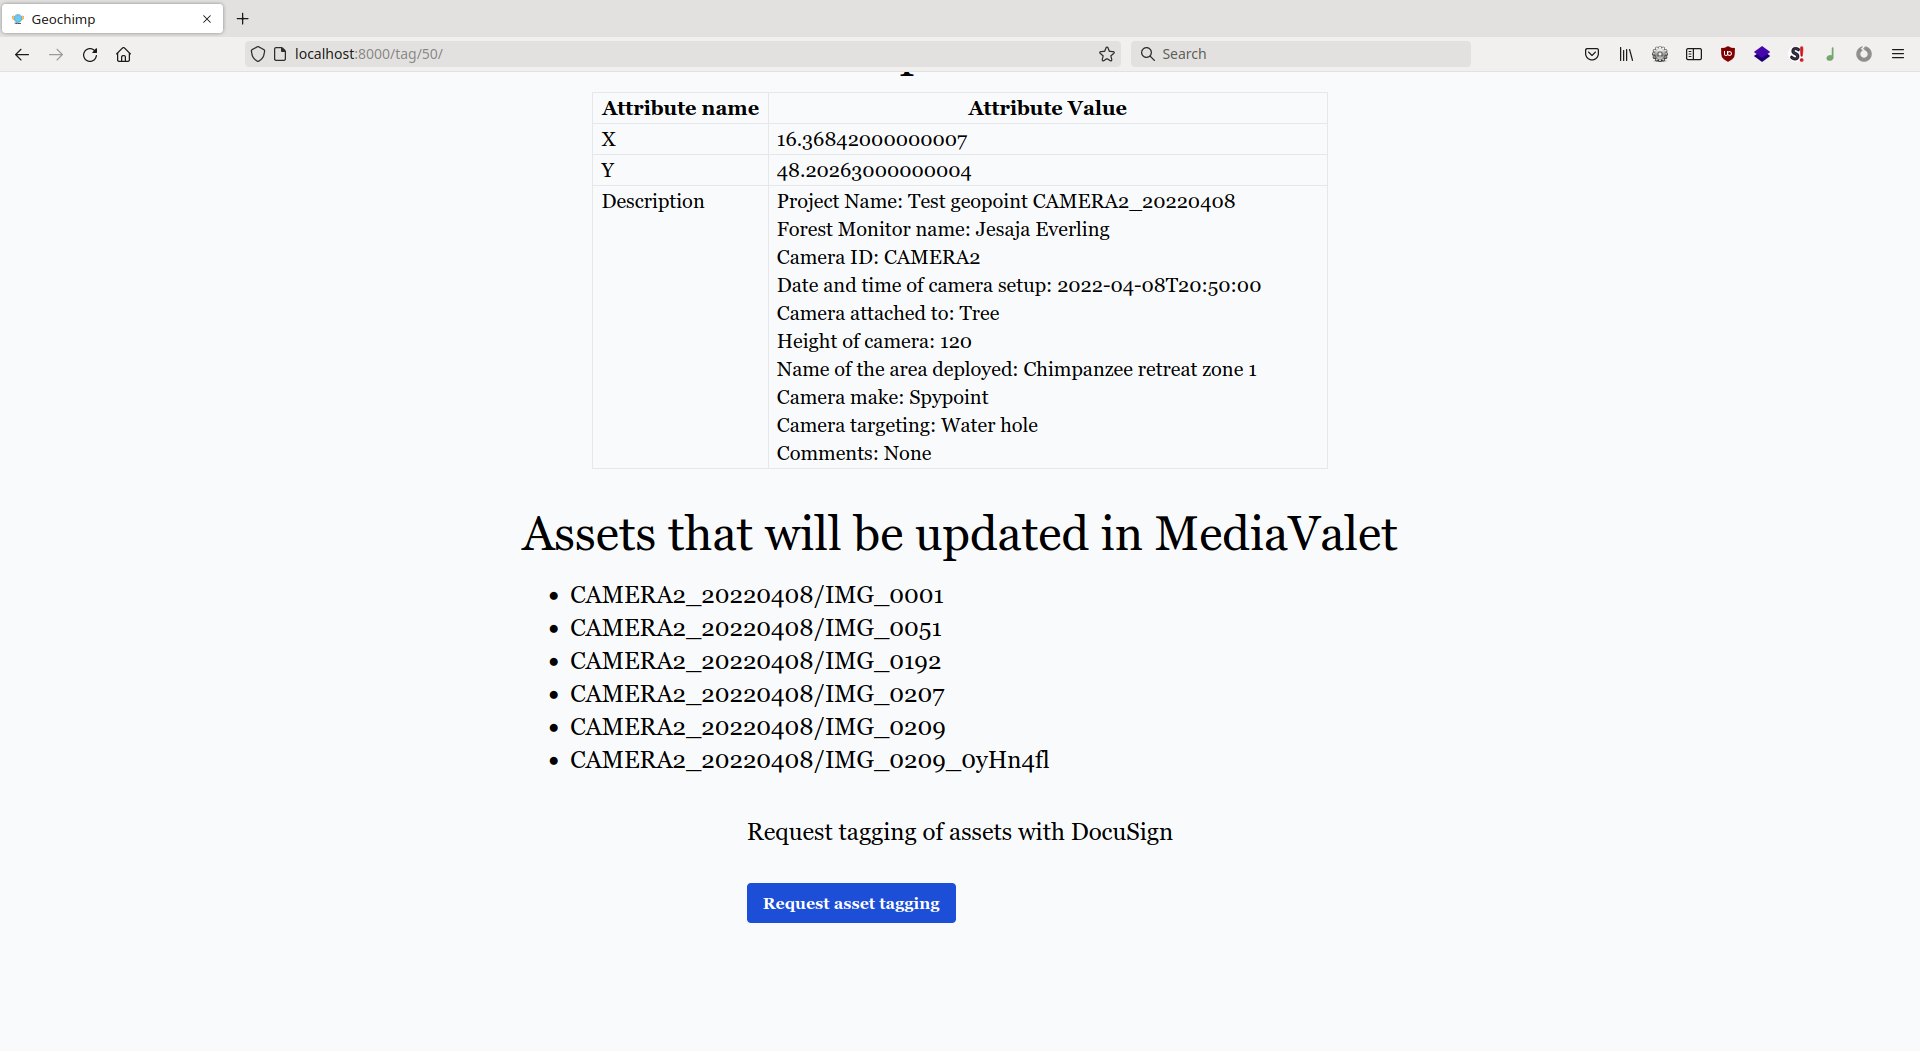 Geochimp
localhost:8000/tag/50/
Search
Attribute name Attribute Value
X 16.36842000000007
Y 48.20263000000004
Description Project Name: Test geopoint CAMERA2_20220408
Forest Monitor name: Jesaja Everling
Camera ID: CAMERA2
Date and time of camera setup: 2022-04-08T20:50:00
Camera attached to: Tree
Height of camera: 120
Name of the area deployed: Chimpanzee retreat zone 1
Camera make: Spypoint
Camera targeting: Water hole
Comments: None
Assets that will be updated in MediaValet
• CAMERA2_20220408/IMG_0001
• CAMERA2_20220408/IMG_0051
• CAMERA2_20220408/IMG_0192
• CAMERA2_20220408/IMG_0207
• CAMERA2_20220408/IMG_0209
• CAMERA2_20220408/IMG_0209_0yHn4fl
Request tagging of assets with DocuSign
Request asset tagging